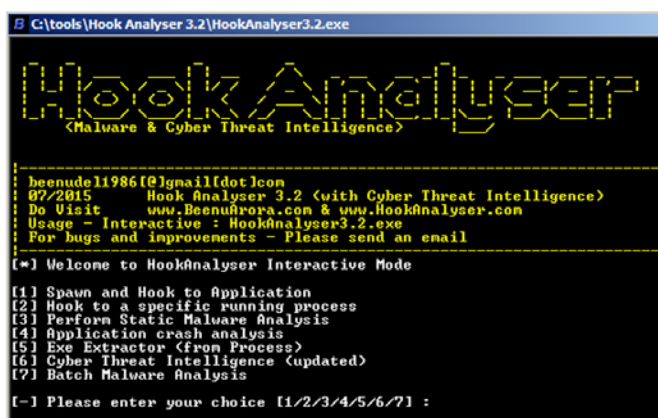 C:\tools\Hook Analyser 3.2\HookAnalyser3.2.exe
Hook Analyser
<Malware & Cyber Threat Intelligence>
beenudel1986[@]gmail[dot]com
07/2015 Hook Analyser 3.2 (with Cyber Threat Intelligence)
Do Visit www.BeenuArora.com & www.HookAnalyser.com
Usage - Interactive : HookAnalyser3.2.exe
For bugs and improvements - Please send an email
[*] Welcome to HookAnalyser Interactive Mode
[1] Spawn and Hook to Application
[2] Hook to a specific running process
[3] Perform Static Malware Analysis
[4] Application crash analysis
[5] Exe Extractor (from Process)
[6] Cyber Threat Intelligence (updated)
[7] Batch Malware Analysis
[-] Please enter your choice [1/2/3/4/5/6/7] :